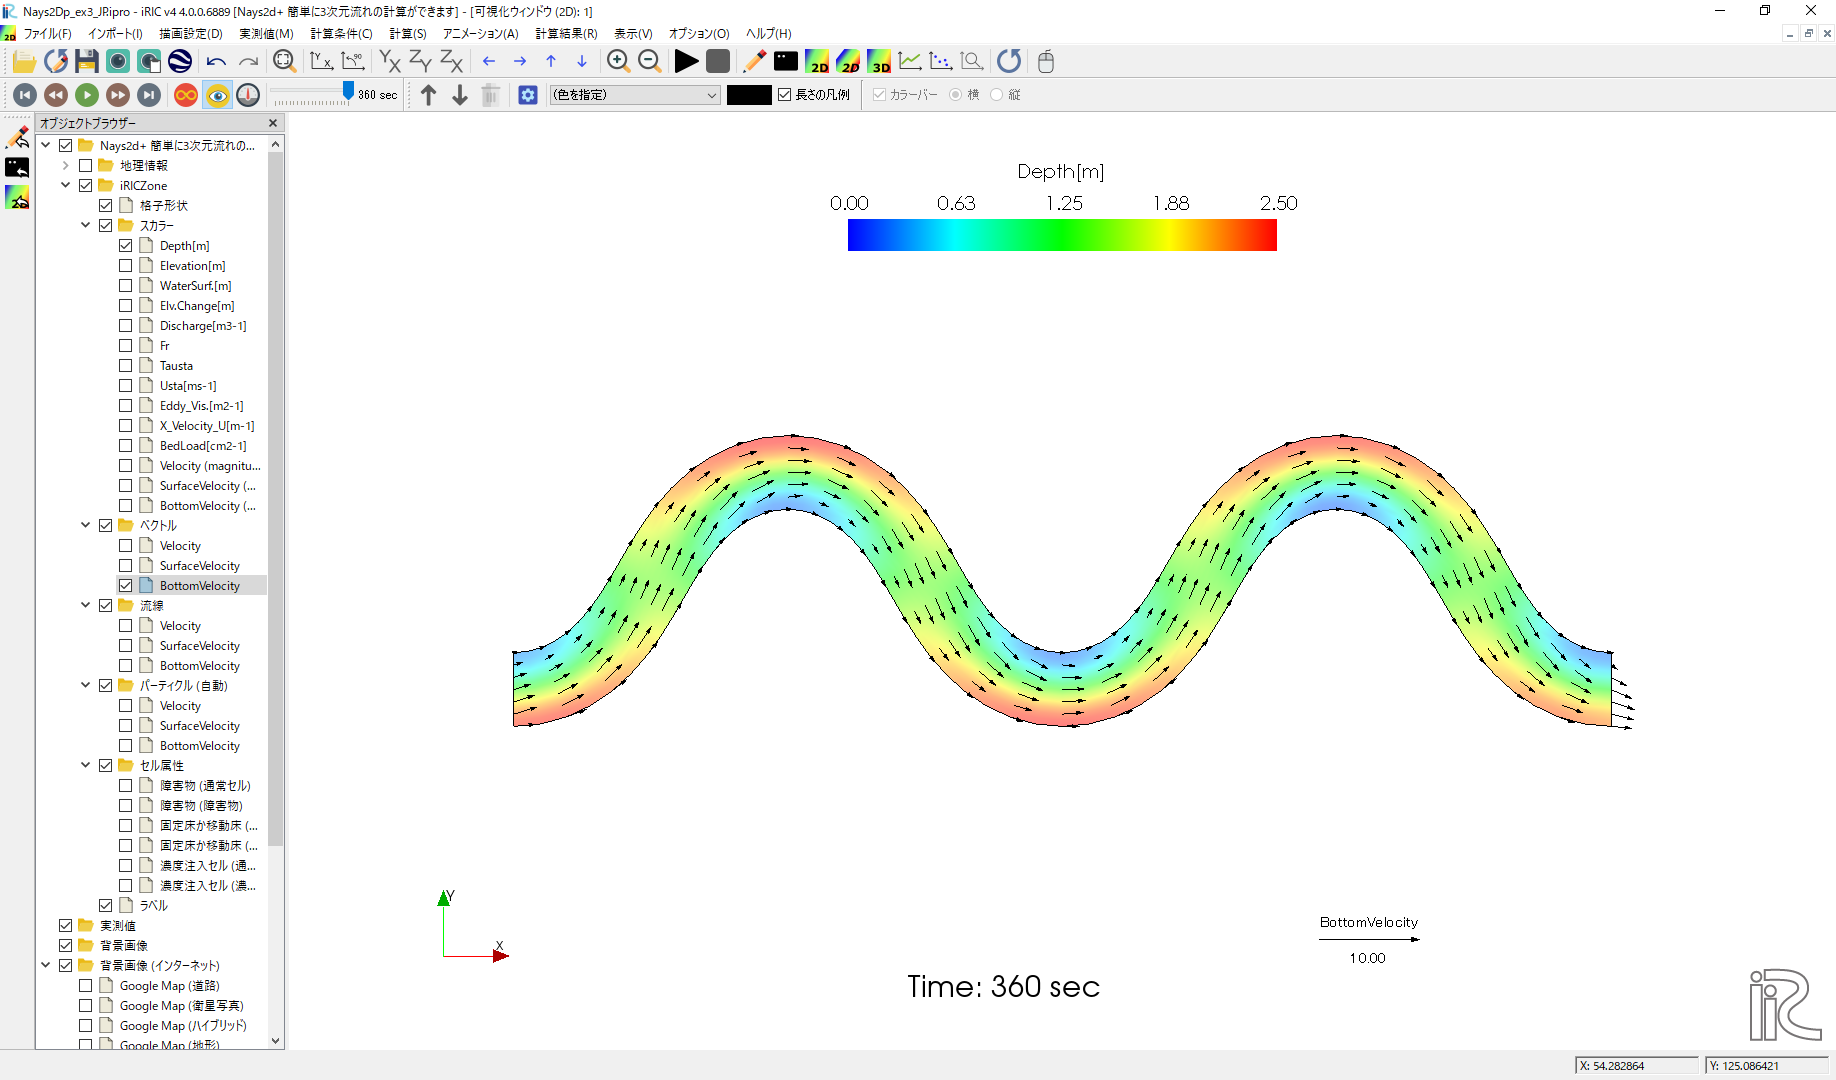 Nays2Dp_ex3_JP.ipro - iRIC v4 4.0.0.6889 [Nays2d+ 簡単に3次元流れの計算ができます] - [可視化ウィンドウ (2D): 1]
ファイル(F) インポート(I) 描画設定(D) 実測値(M) 計算条件(C) 計算(S) アニメーション(A) 計算結果(R) 表示(V) オプション(O) ヘルプ(H)
2D 2D 3D
360 sec (色を指定) 長さの凡例 カラーバー 横 縦
オブジェクトブラウザー
Nays2d+ 簡単に3次元流れの...
地理情報
iRICZone
格子形状
スカラー
Depth[m]
Elevation[m]
WaterSurf.[m]
Elv.Change[m]
Discharge[m3-1]
Fr
Tausta
Usta[ms-1]
Eddy_Vis.[m2-1]
X_Velocity_U[m-1]
BedLoad[cm2-1]
Velocity (magnitu...
SurfaceVelocity (...
BottomVelocity (...
ベクトル
Velocity
SurfaceVelocity
BottomVelocity
流線
Velocity
SurfaceVelocity
BottomVelocity
パーティクル (自動)
Velocity
SurfaceVelocity
BottomVelocity
セル属性
障害物 (通常セル)
障害物 (障害物)
固定床か移動床 (...
固定床か移動床 (...
濃度注入セル (通...
濃度注入セル (濃...
ラベル
実測値
背景画像
背景画像 (インターネット)
Google Map (道路)
Google Map (衛星写真)
Google Map (ハイブリッド)
Google Map (地形)
Depth[m]
0.00 0.63 1.25 1.88 2.50
Y
X
BottomVelocity
10.00
Time: 360 sec
iRIC
X: 54.282864 Y: 125.086421